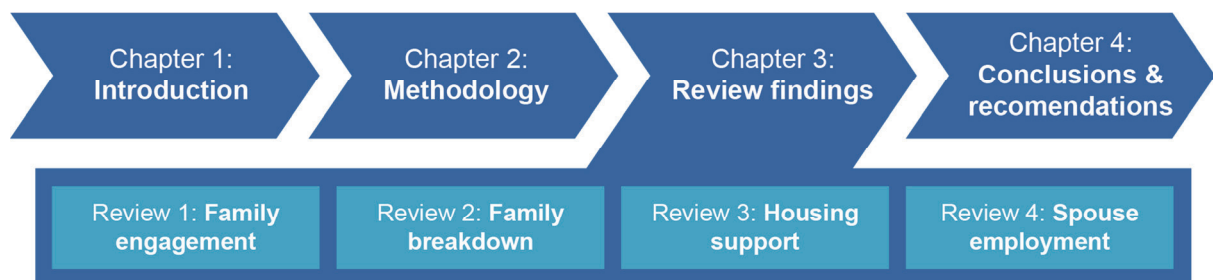 Chapter 1:
Introduction
Chapter 2:
Methodology
Chapter 3:
Review findings
Chapter 4:
Conclusions &
recomendations
Review 1: Family
engagement
Review 2: Family
breakdown
Review 3: Housing
support
Review 4: Spouse
employment